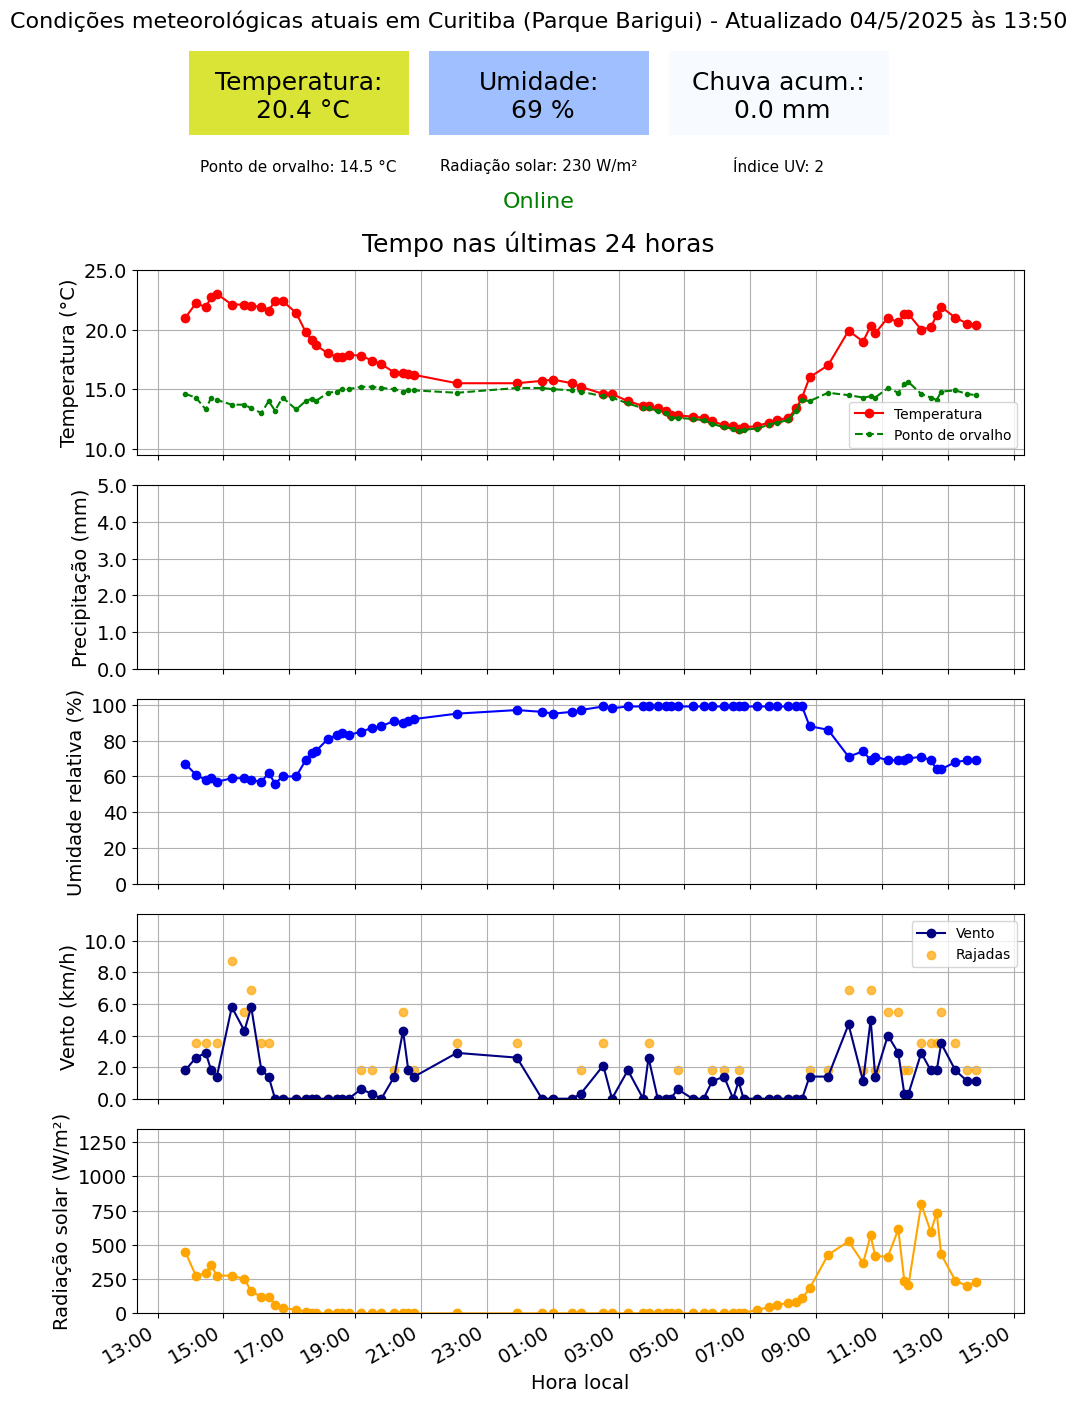 Condições meteorológicas atuais em Curitiba (Parque Barigui) - Atualizado 04/5/2025 às 13:50
Temperatura:
20.4 °C
Umidade:
69 %
Chuva acum.:
0.0 mm
Ponto de orvalho: 14.5 °C
Radiação solar: 230 W/m²
Índice UV: 2
Online
Tempo nas últimas 24 horas
Temperatura (°C)
25.0
20.0
15.0
10.0
Temperatura
Ponto de orvalho
Precipitação (mm)
5.0
4.0
3.0
2.0
1.0
0.0
Umidade relativa (%)
100
80
60
40
20
0
Vento (km/h)
10.0
8.0
6.0
4.0
2.0
0.0
Vento
Rajadas
Radiação solar (W/m²)
1250
1000
750
500
250
0
13:00
15:00
17:00
19:00
21:00
23:00
01:00
03:00
05:00
07:00
09:00
11:00
13:00
15:00
Hora local